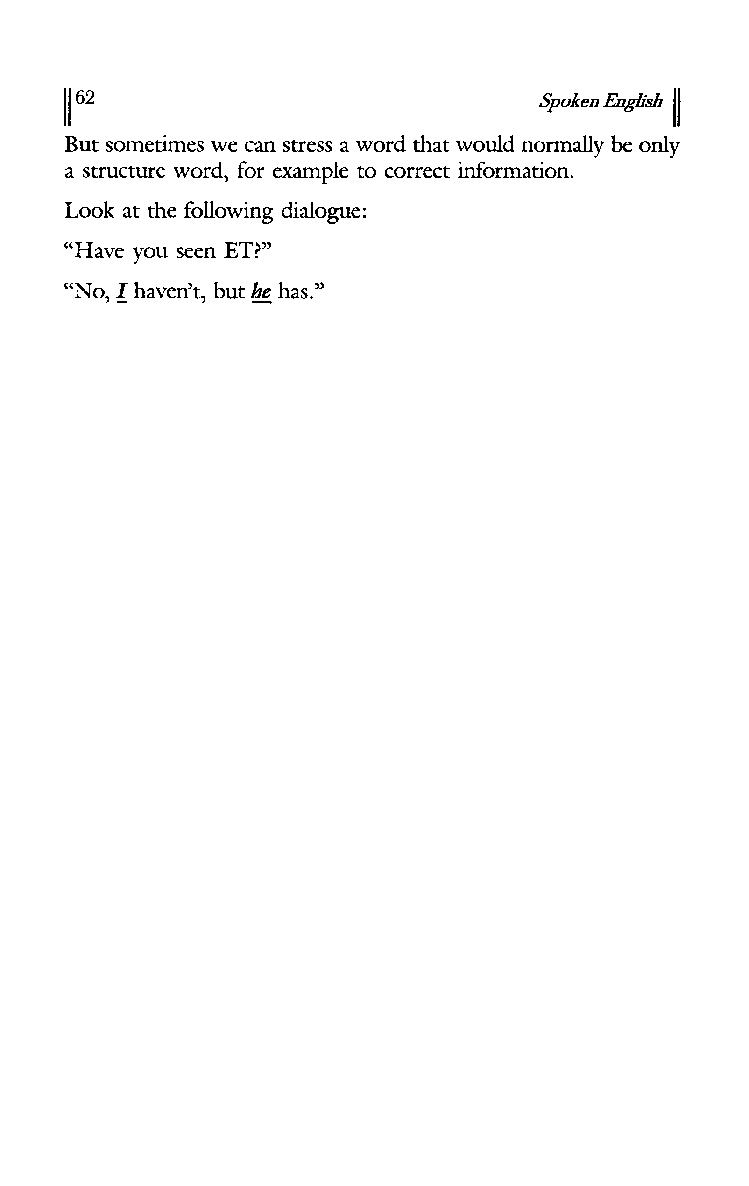 62 Spoken English
But sometimes we can stress a word that would normally be only
a structure word, for example to correct information.
Look at the following dialogue:
“Have you seen ET?”
“No, I haven’t, but he has.”